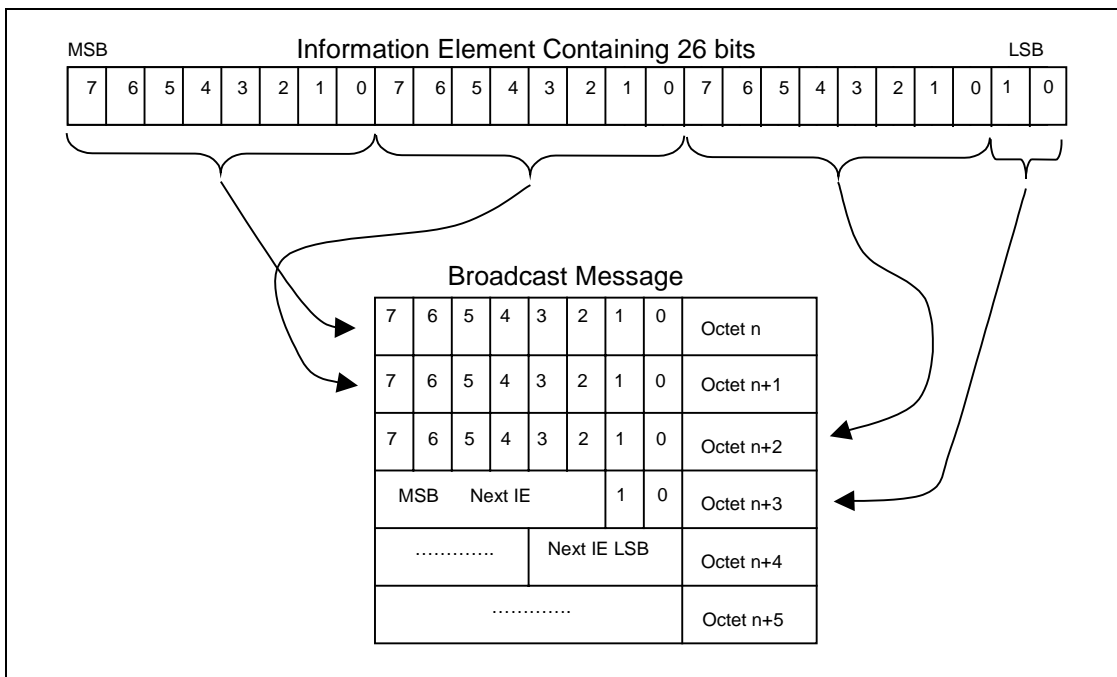 MSB Information Element Containing 26 bits LSB
7 6 5 4 3 2 1 0 7 6 5 4 3 2 1 0 7 6 5 4 3 2 1 0 1 0
Broadcast Message
7 6 5 4 3 2 1 0 Octet n
7 6 5 4 3 2 1 0 Octet n+1
7 6 5 4 3 2 1 0 Octet n+2
MSB Next IE 1 0 Octet n+3
............. Next IE LSB Octet n+4
............. Octet n+5